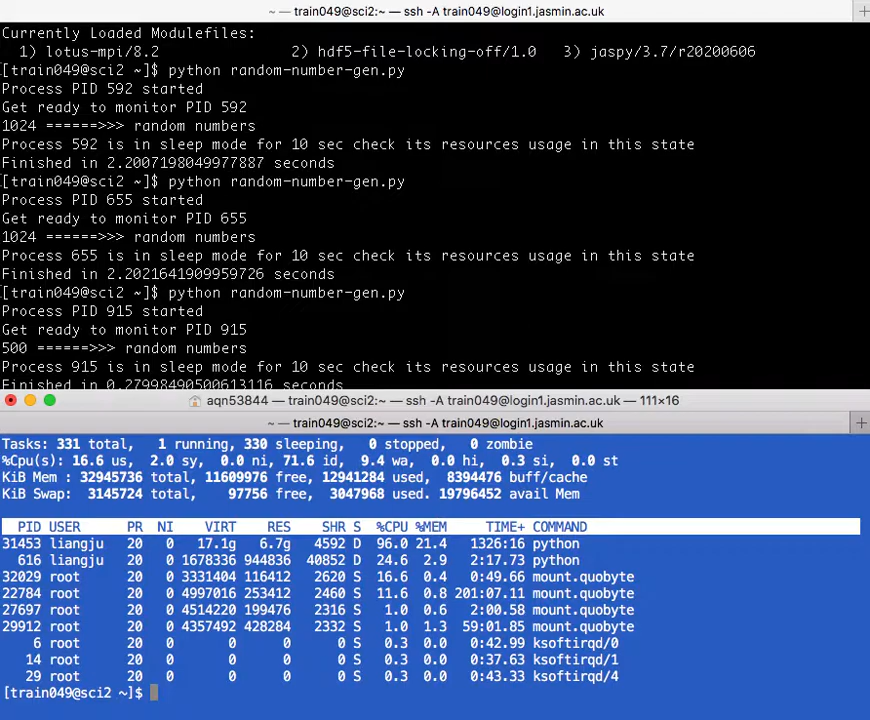 ~ — train049@sci2:~ — ssh -A train049@login1.jasmin.ac.uk
Currently Loaded Modulefiles:
1) lotus-mpi/8.2 2) hdf5-file-locking-off/1.0 3) jaspy/3.7/r20200606
[train049@sci2 ~]$ python random-number-gen.py
Process PID 592 started
Get ready to monitor PID 592
1024 ======>>> random numbers
Process 592 is in sleep mode for 10 sec check its resources usage in this state
Finished in 2.2007198049977887 seconds
[train049@sci2 ~]$ python random-number-gen.py
Process PID 655 started
Get ready to monitor PID 655
1024 ======>>> random numbers
Process 655 is in sleep mode for 10 sec check its resources usage in this state
Finished in 2.2021641909959726 seconds
[train049@sci2 ~]$ python random-number-gen.py
Process PID 915 started
Get ready to monitor PID 915
500 ======>>> random numbers
Process 915 is in sleep mode for 10 sec check its resources usage in this state
Finished in 0.27998490500613116 seconds
aqn53844 — train049@sci2:~ — ssh -A train049@login1.jasmin.ac.uk — 111×16
~ — train049@sci2:~ — ssh -A train049@login1.jasmin.ac.uk
Tasks: 331 total, 1 running, 330 sleeping, 0 stopped, 0 zombie
%Cpu(s): 16.6 us, 2.0 sy, 0.0 ni, 71.6 id, 9.4 wa, 0.0 hi, 0.3 si, 0.0 st
KiB Mem : 32945736 total, 11609976 free, 12941284 used. 8394476 buff/cache
KiB Swap: 3145724 total, 97756 free, 3047968 used. 19796452 avail Mem
PID USER PR NI VIRT RES SHR S %CPU %MEM TIME+ COMMAND
31453 liangju 20 0 17.1g 6.7g 4592 D 96.0 21.4 1326:16 python
616 liangju 20 0 1678336 944836 40852 D 24.6 2.9 2:17.73 python
32029 root 20 0 3331404 116412 2620 S 16.6 0.4 0:49.66 mount.quobyte
22784 root 20 0 4997016 253412 2460 S 11.6 0.8 201:07.11 mount.quobyte
27697 root 20 0 4514220 199476 2316 S 1.0 0.6 2:00.58 mount.quobyte
29912 root 20 0 4357492 428284 2332 S 1.0 1.3 59:01.85 mount.quobyte
6 root 20 0 0 0 0 S 0.3 0.0 0:42.99 ksoftirqd/0
14 root 20 0 0 0 0 S 0.3 0.0 0:37.63 ksoftirqd/1
29 root 20 0 0 0 0 S 0.3 0.0 0:43.33 ksoftirqd/4
[train049@sci2 ~]$